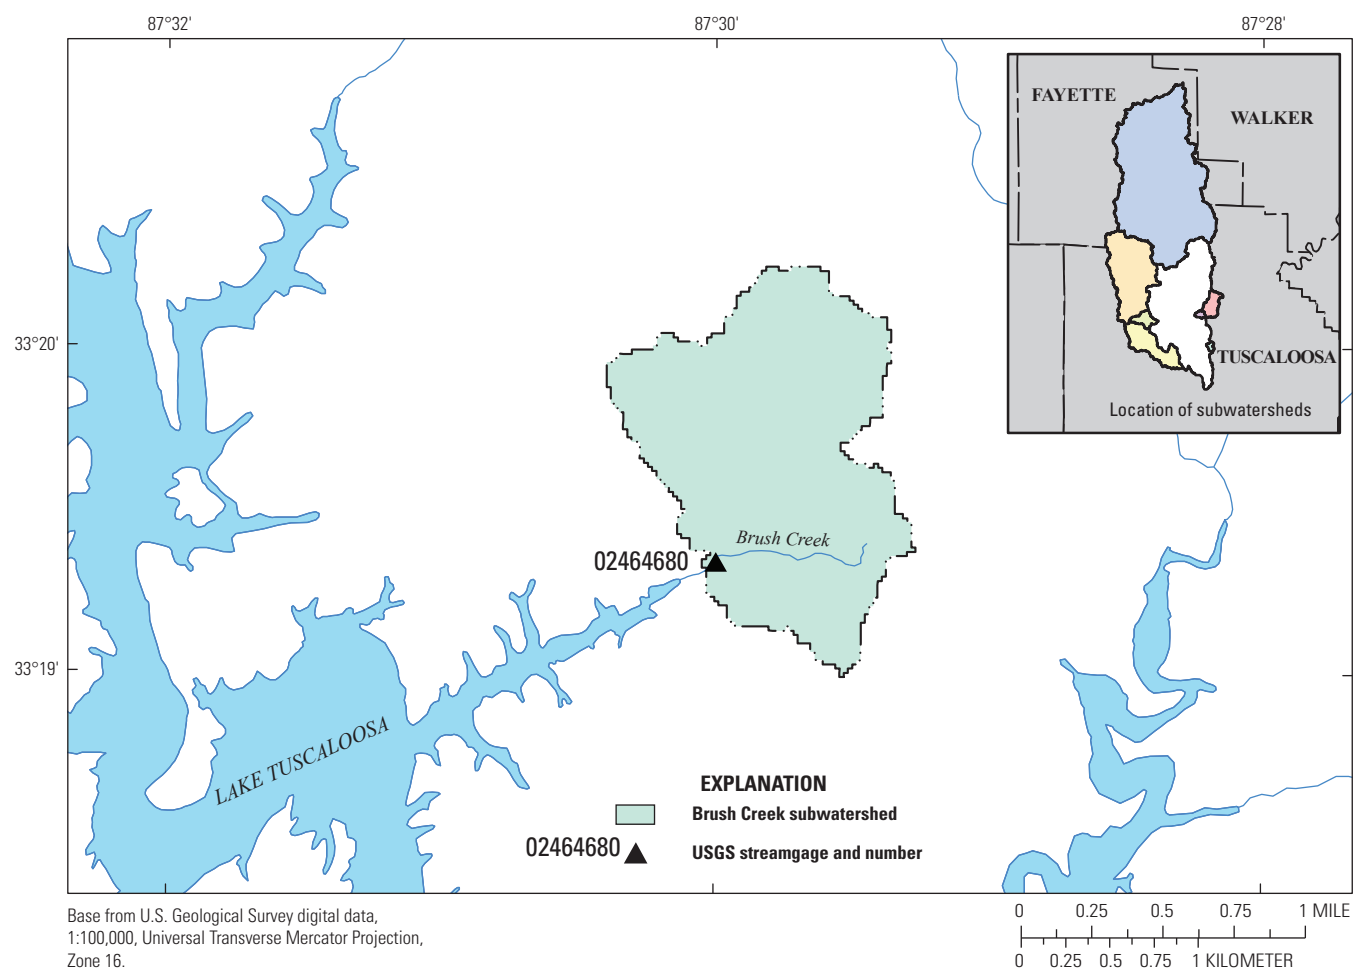 87°32'
87°30'
87°28'
FAYETTE
WALKER
TUSCALOOSA
Location of subwatersheds
33°20'
33°19'
Brush Creek
02464680
LAKE TUSCALOOSA
EXPLANATION
Brush Creek subwatershed
02464680
USGS streamgage and number
Base from U.S. Geological Survey digital data,
1:100,000, Universal Transverse Mercator Projection,
Zone 16.
0 0.25 0.5 0.75 1 MILE
0 0.25 0.5 0.75 1 KILOMETER